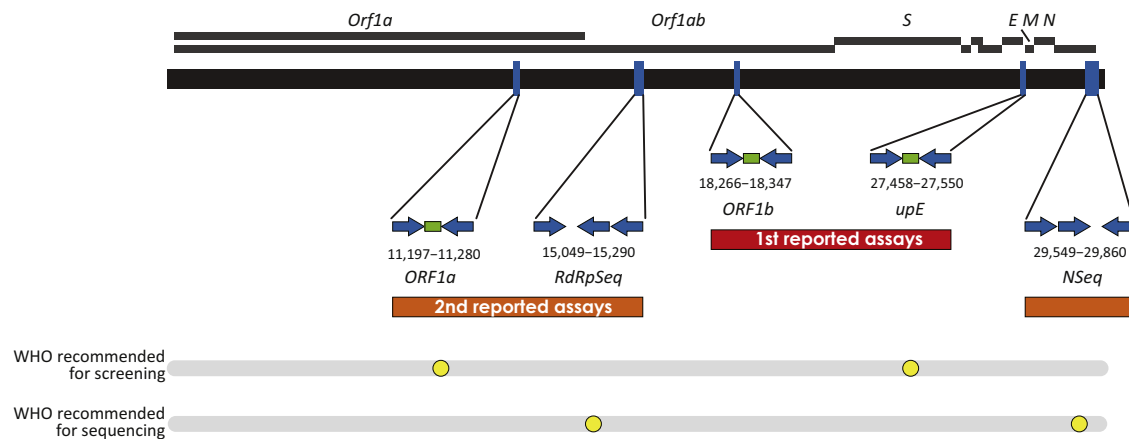 Orf1a
Orf1ab
S
E M N
18,266–18,347
27,458–27,550
ORF1b
upE
1st reported assays
11,197–11,280
15,049–15,290
29,549–29,860
ORF1a
RdRpSeq
NSeq
2nd reported assays
WHO recommended
for screening
WHO recommended
for sequencing